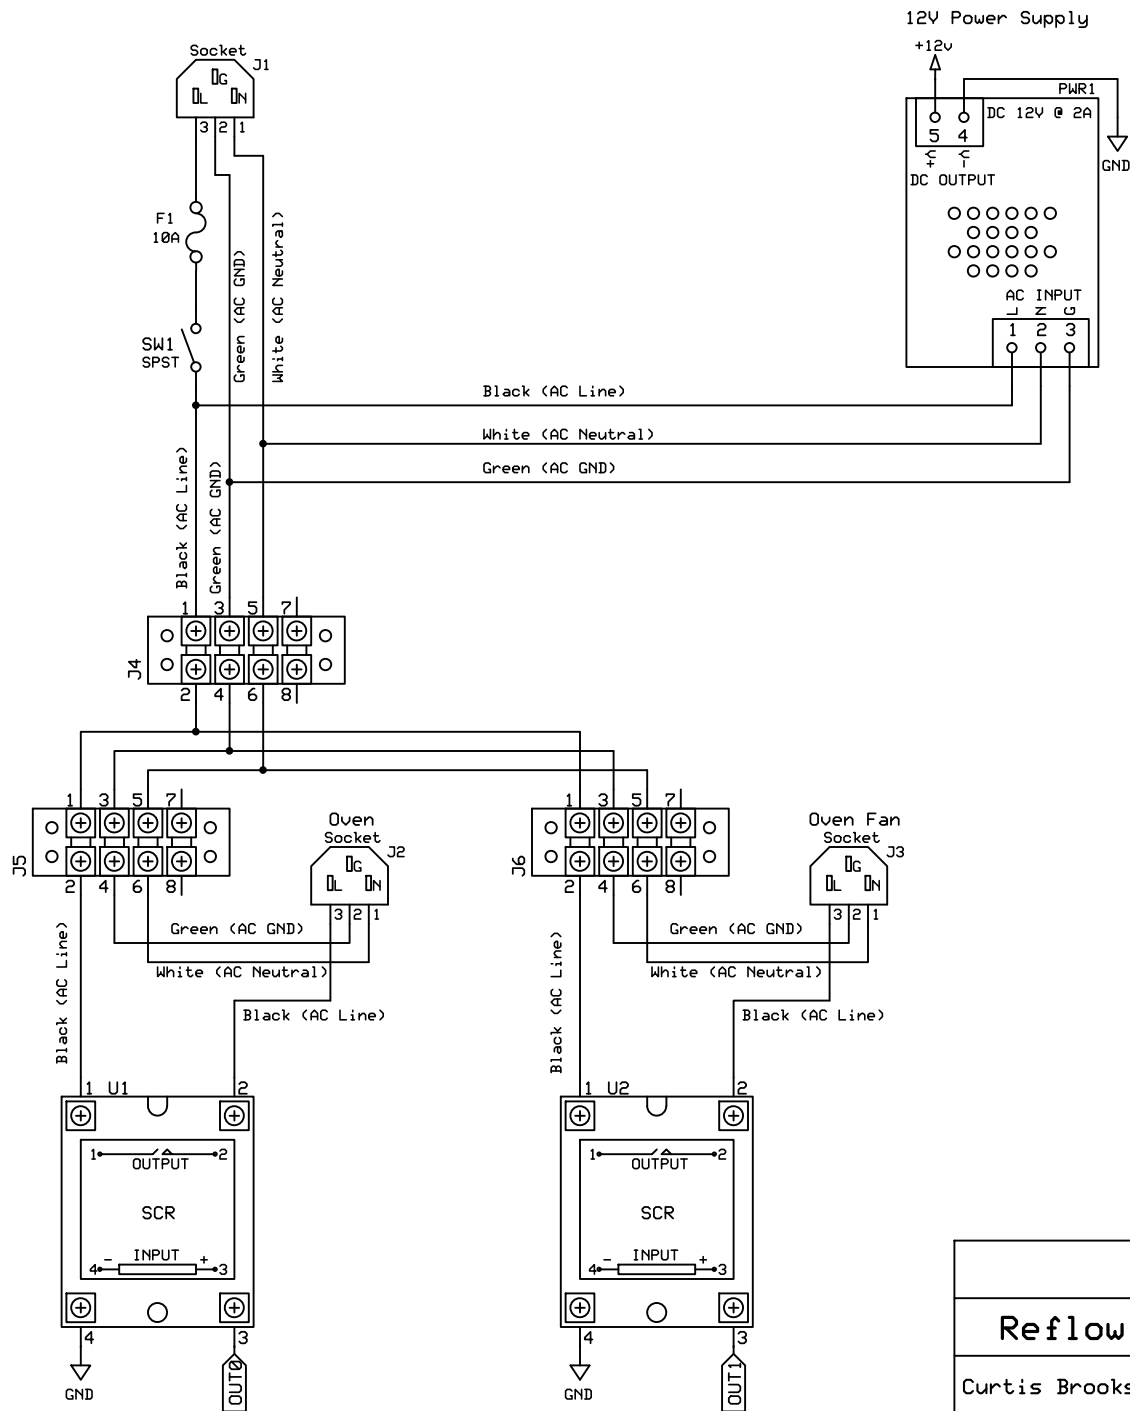 12V Power Supply
+12v
Socket
J1
G
L
N
3 2 1
PWR1
DC 12V @ 2A
5 4
V+
V-
DC OUTPUT
GND
F1
10A
Green (AC GND)
White (AC Neutral)
SW1
SPST
AC INPUT
L N G
1 2 3
Black (AC Line)
White (AC Neutral)
Green (AC GND)
Black (AC Line)
Green (AC GND)
1 3 5 7
J4
2 4 6 8
1 3 5 7
J5
2 4 6 8
Oven
Socket
J2
G
L
N
3 2 1
Green (AC GND)
White (AC Neutral)
Black (AC Line)
Black (AC Line)
1 3 5 7
J6
2 4 6 8
Oven Fan
Socket
J3
G
L
N
3 2 1
Green (AC GND)
White (AC Neutral)
Black (AC Line)
Black (AC Line)
1 U1 2
1 2
OUTPUT
SCR
INPUT
- +
4 3
4 3
GND
OUT0
1 U2 2
1 2
OUTPUT
SCR
INPUT
- +
4 3
4 3
GND
OUT1
Reflow
Curtis Brooks